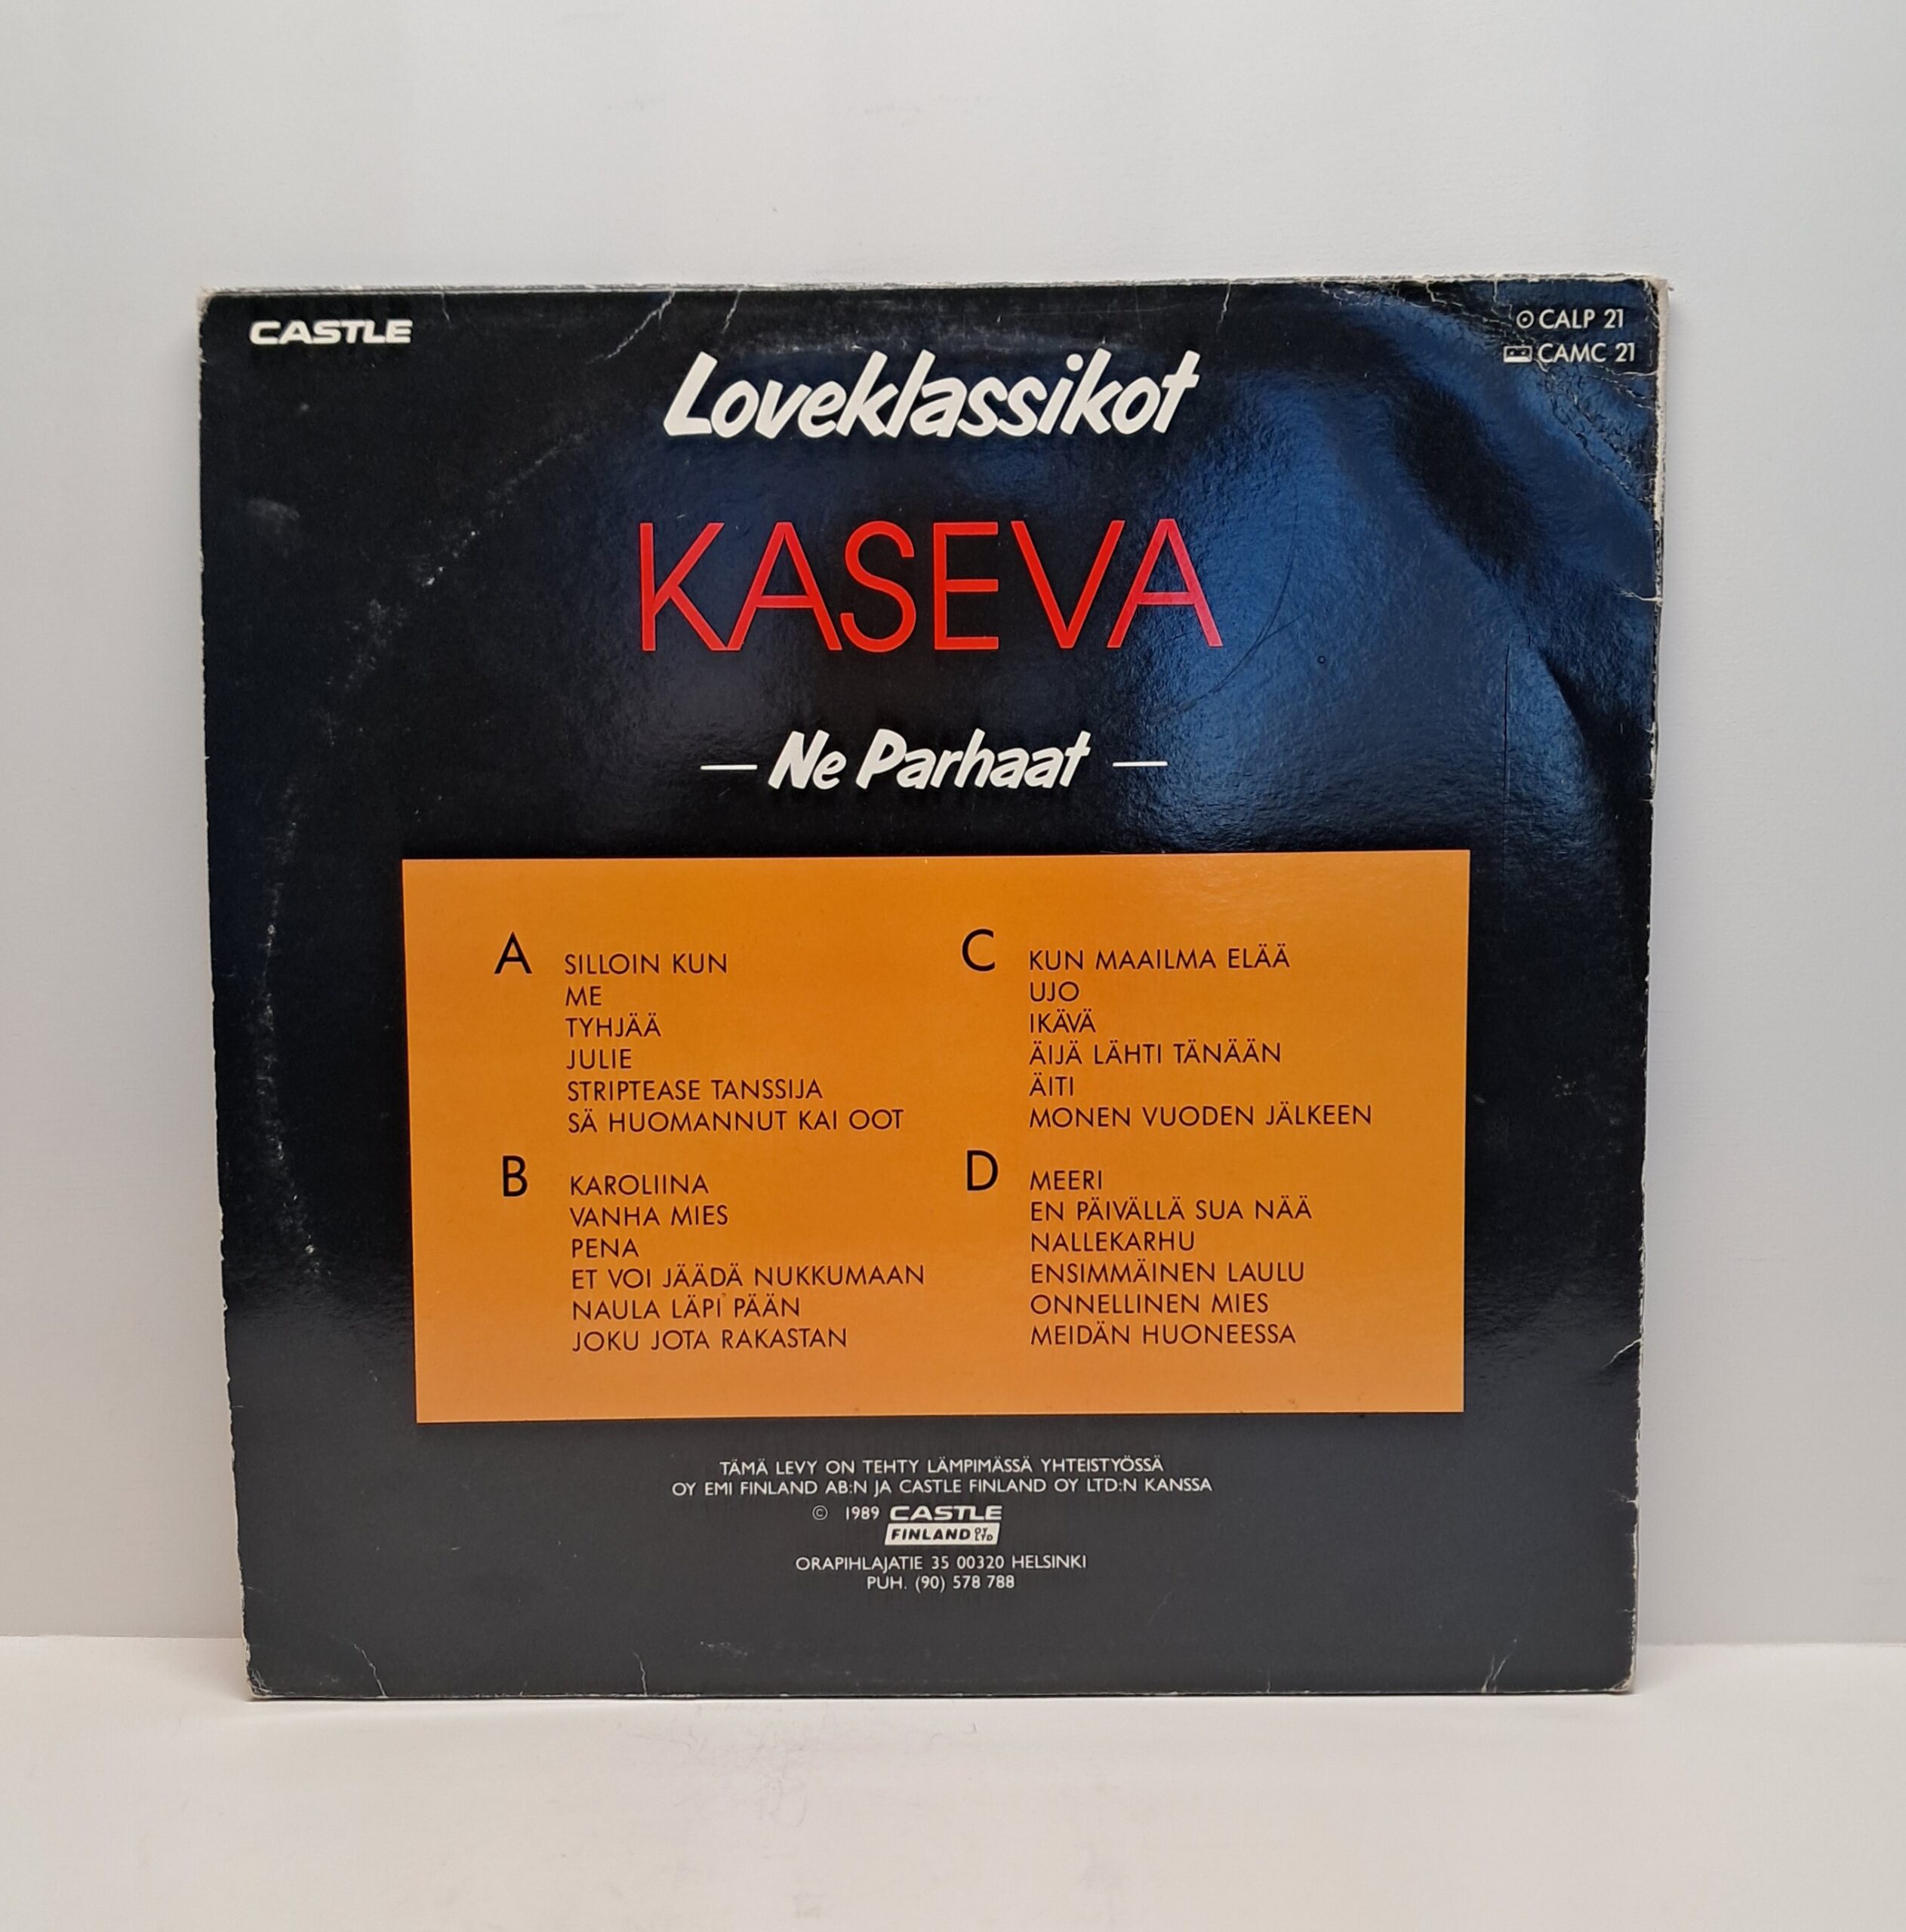 CASTLE
CALP 21
CAMC 21
Loveklassikot
KASEVA
— Ne Parhaat —
A
SILLOIN KUN
ME
TYHJÄÄ
JULIE
STRIPTEASE TANSSIJA
SÄ HUOMANNUT KAI OOT
B
KAROLIINA
VANHA MIES
PENA
ET VOI JÄÄDÄ NUKKUMAAN
NAULA LÄPI PÄÄN
JOKU JOTA RAKASTAN
C
KUN MAAILMA ELÄÄ
UJO
IKÄVÄ
ÄIJÄ LÄHTI TÄNÄÄN
ÄITI
MONEN VUODEN JÄLKEEN
D
MEERI
EN PÄIVÄLLÄ SUA NÄÄ
NALLEKARHU
ENSIMMÄINEN LAULU
ONNELLINEN MIES
MEIDÄN HUONEESSA
TÄMÄ LEVY ON TEHTY LÄMPIMÄSSÄ YHTEISTYÖSSÄ
OY EMI FINLAND AB:N JA CASTLE FINLAND OY LTD:N KANSSA
© 1989 CASTLE
FINLAND OY LTD
ORAPIHLAJATIE 35 00320 HELSINKI
PUH. (90) 578 788